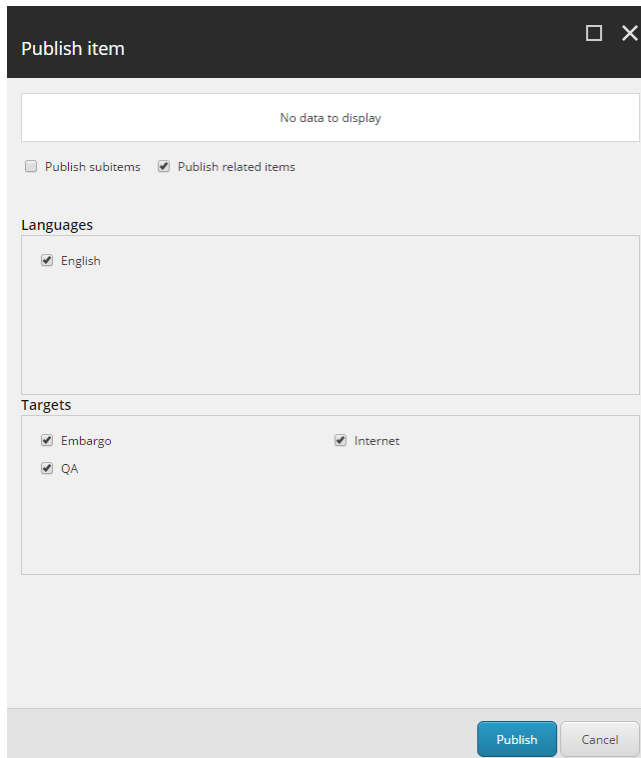 Publish item
No data to display
Publish subitems Publish related items
Languages
English
Targets
Embargo Internet
QA
Publish Cancel